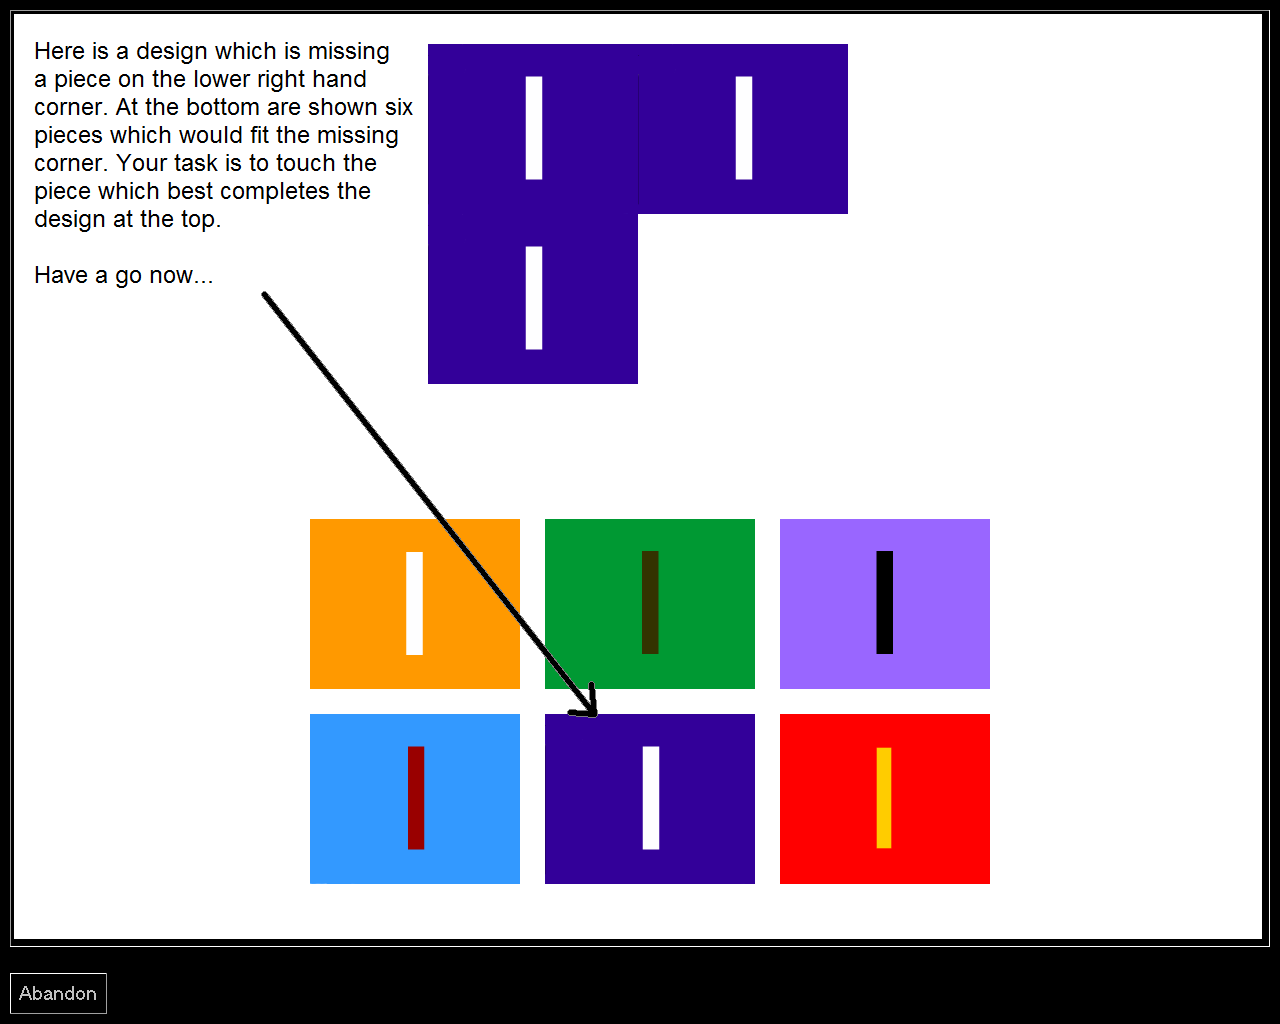 Here is a design which is missing
a piece on the lower right hand
corner. At the bottom are shown six
pieces which would fit the missing
corner. Your task is to touch the
piece which best completes the
design at the top.
Have a go now...
Abandon